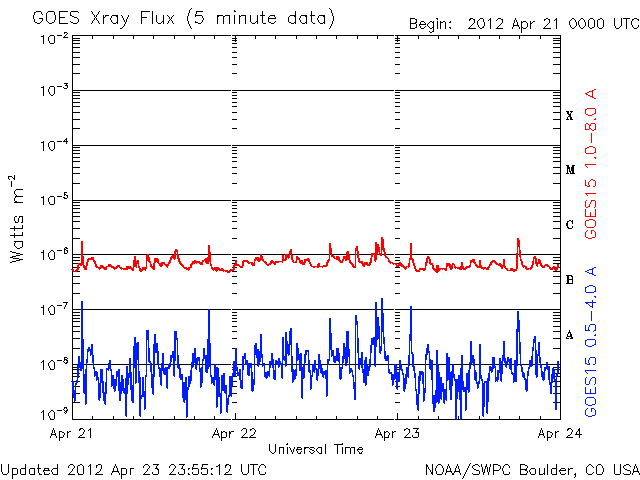 GOES Xray Flux (5 minute data)
Begin: 2012 Apr 21 0000 UTC
10⁻²
10⁻³
10⁻⁴
10⁻⁵
10⁻⁶
10⁻⁷
10⁻⁸
10⁻⁹
Watts m⁻²
X
M
C
B
A
GOES15 1.0-8.0 A
GOES15 0.5-4.0 A
Apr 21
Apr 22
Apr 23
Apr 24
Universal Time
Updated 2012 Apr 23 23:55:12 UTC
NOAA/SWPC Boulder, CO USA